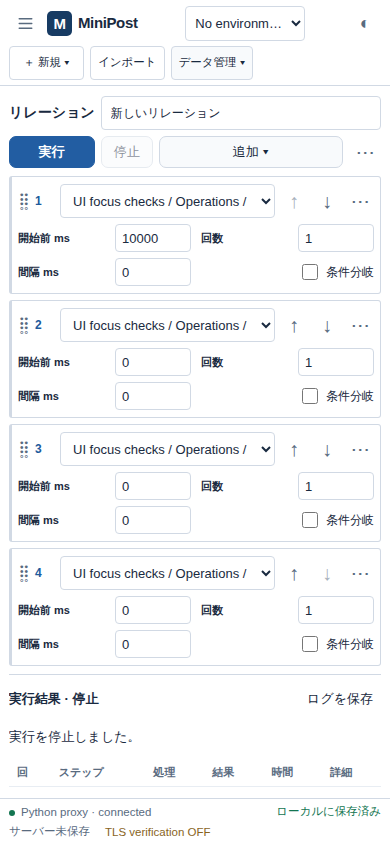 M MiniPost No environm…
+ 新規 ▾ インポート データ管理 ▾
リレーション 新しいリレーション
実行 停止 追加 ▾ ···
1 UI focus checks / Operations / ↑ ↓ ···
開始前 ms 10000 回数 1
間隔 ms 0 条件分岐
2 UI focus checks / Operations / ↑ ↓ ···
開始前 ms 0 回数 1
間隔 ms 0 条件分岐
3 UI focus checks / Operations / ↑ ↓ ···
開始前 ms 0 回数 1
間隔 ms 0 条件分岐
4 UI focus checks / Operations / ↑ ↓ ···
開始前 ms 0 回数 1
間隔 ms 0 条件分岐
実行結果 · 停止 ログを保存
実行を停止しました。
回 ステップ 処理 結果 時間 詳細
Python proxy · connected ローカルに保存済み
サーバー未保存 TLS verification OFF